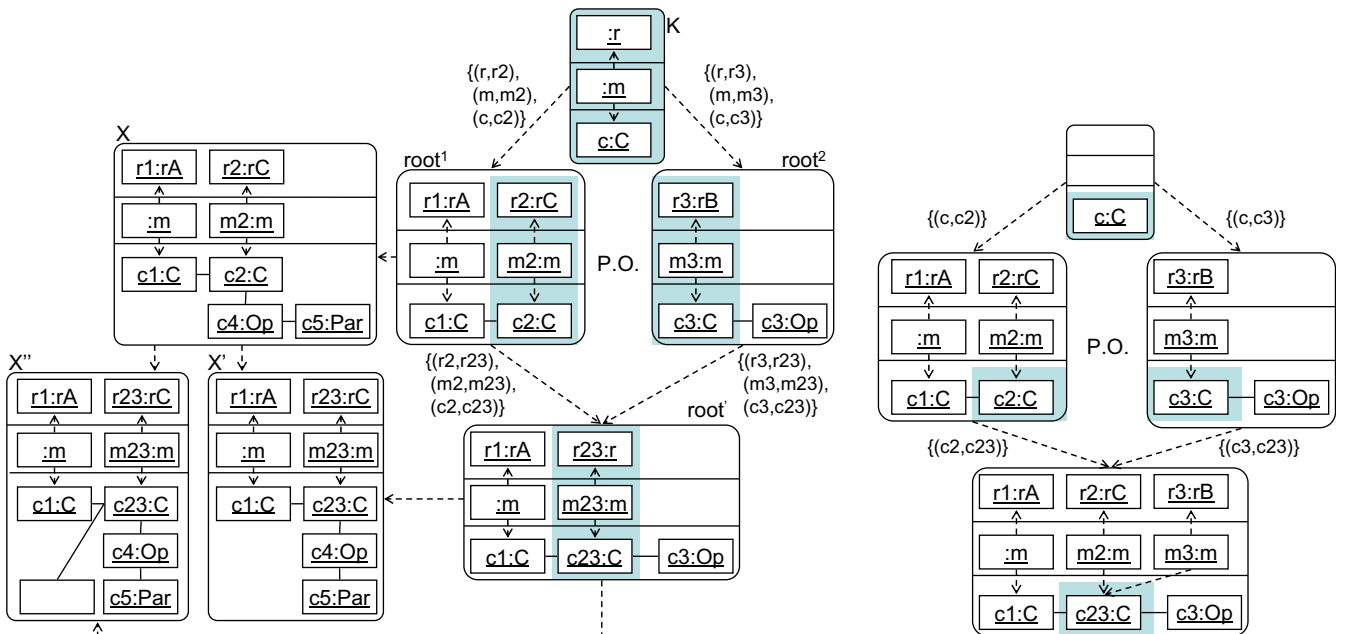 K
:r
:m
c:C
{(r,r2),
(m,m2),
(c,c2)}
{(r,r3),
(m,m3),
(c,c3)}
X
r1:rA r2:rC
:m m2:m
c1:C c2:C
c4:Op c5:Par
root1
r1:rA r2:rC
:m m2:m
c1:C c2:C
P.O.
root2
r3:rB
m3:m
c3:C c3:Op
{(r2,r23),
(m2,m23),
(c2,c23)}
{(r3,r23),
(m3,m23),
(c3,c23)}
X''
r1:rA r23:rC
:m m23:m
c1:C c23:C
c4:Op
c5:Par
X'
r1:rA r23:rC
:m m23:m
c1:C c23:C
c4:Op
c5:Par
root'
r1:rA r23:r
:m m23:m
c1:C c23:C c3:Op
c:C
{(c,c2)}
{(c,c3)}
r1:rA r2:rC
:m m2:m
c1:C c2:C
P.O.
r3:rB
m3:m
c3:C c3:Op
{(c2,c23)}
{(c3,c23)}
r1:rA r2:rC r3:rB
:m m2:m m3:m
c1:C c23:C c3:Op